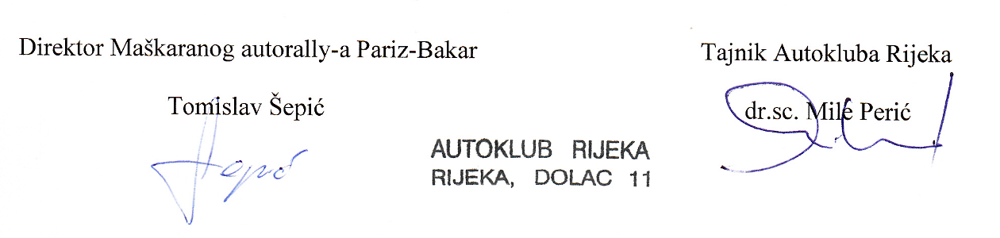 Direktor Maškaranog autorally-a Pariz-Bakar
Tomislav Šepić
Tajnik Autokluba Rijeka
dr.sc. Mile Perić
AUTOKLUB RIJEKA
RIJEKA, DOLAC 11